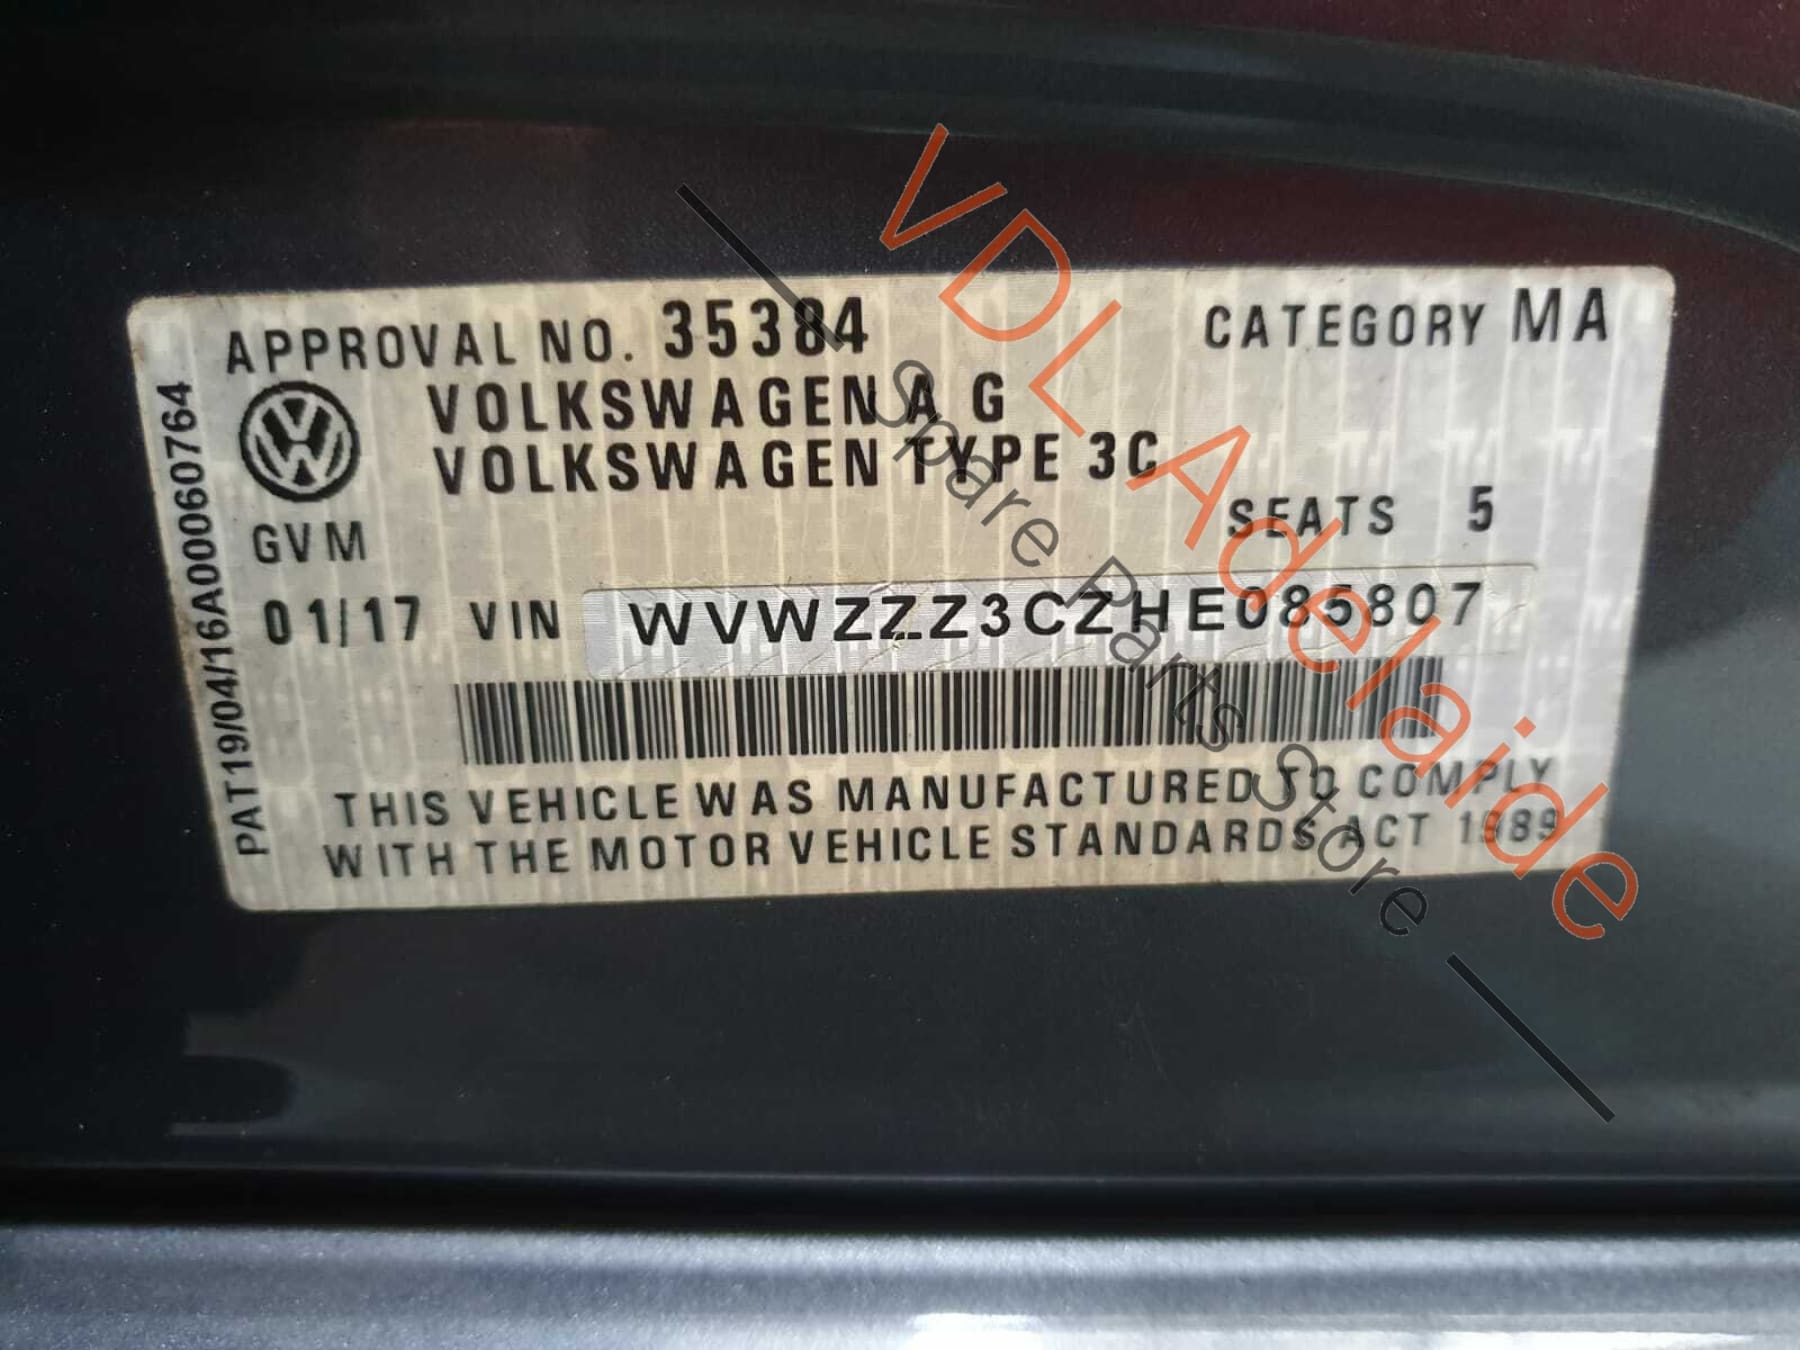 APPROVAL NO. 35384 CATEGORY MA
VOLKSWAGEN A G
VOLKSWAGEN TYPE 3C
SEATS 5
GVM
01/17 VIN WVWZZZ3CZHE085807
THIS VEHICLE WAS MANUFACTURED TO COMPLY
WITH THE MOTOR VEHICLE STANDARDS ACT 1989
PAT19/04/16A00060764
VDL Adelaide
Spare Parts Store